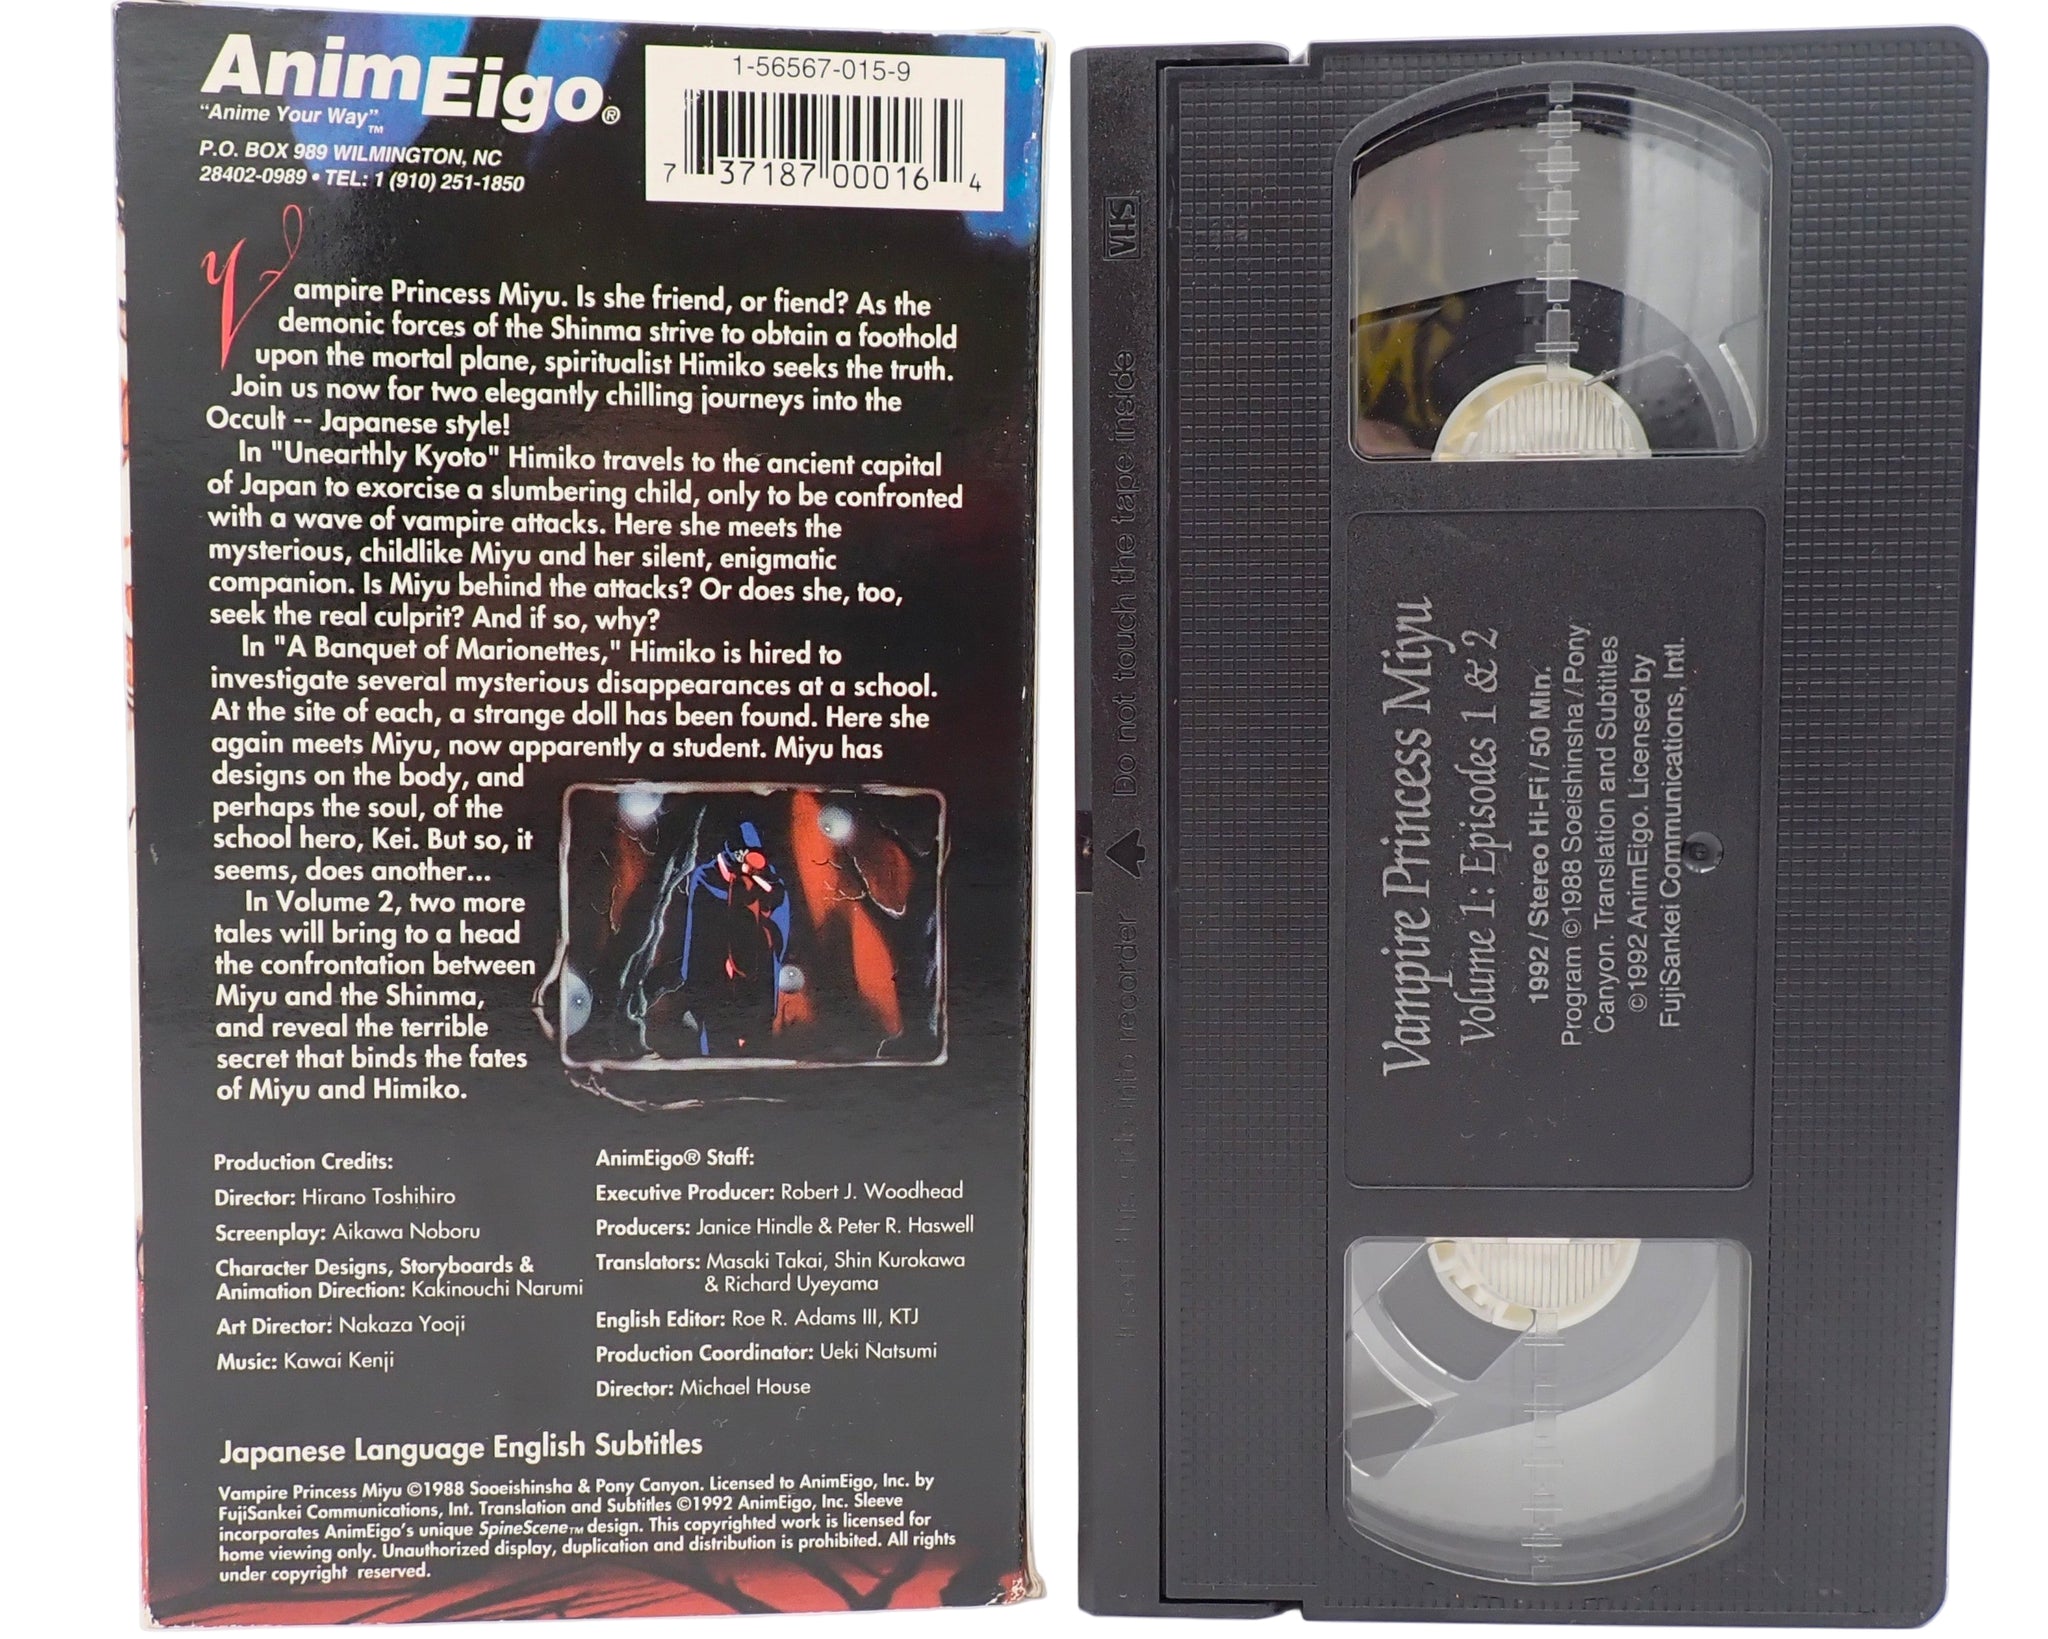 AnimEigo®
"Anime Your Way"™
P.O. BOX 989 WILMINGTON, NC
28402-0989 • TEL: 1 (910) 251-1850
1-56567-015-9
7 37187 00016 4
Vampire Princess Miyu. Is she friend, or fiend? As the
demonic forces of the Shinma strive to obtain a foothold
upon the mortal plane, spiritualist Himiko seeks the truth.
Join us now for two elegantly chilling journeys into the
Occult -- Japanese style!
In "Unearthly Kyoto" Himiko travels to the ancient capital
of Japan to exorcise a slumbering child, only to be confronted
with a wave of vampire attacks. Here she meets the
mysterious, childlike Miyu and her silent, enigmatic
companion. Is Miyu behind the attacks? Or does she, too,
seek the real culprit? And if so, why?
In "A Banquet of Marionettes," Himiko is hired to
investigate several mysterious disappearances at a school.
At the site of each, a strange doll has been found. Here she
again meets Miyu, now apparently a student. Miyu has
designs on the body, and
perhaps the soul, of the
school hero, Kei. But so, it
seems, does another...
In Volume 2, two more
tales will bring to a head
the confrontation between
Miyu and the Shinma,
and reveal the terrible
secret that binds the fates
of Miyu and Himiko.
Production Credits:
Director: Hirano Toshihiro
Screenplay: Aikawa Noboru
Character Designs, Storyboards &
Animation Direction: Kakinouchi Narumi
Art Director: Nakaza Yooji
Music: Kawai Kenji
AnimEigo® Staff:
Executive Producer: Robert J. Woodhead
Producers: Janice Hindle & Peter R. Haswell
Translators: Masaki Takai, Shin Kurokawa
& Richard Uyeyama
English Editor: Roe R. Adams III, KTJ
Production Coordinator: Ueki Natsumi
Director: Michael House
Japanese Language English Subtitles
Vampire Princess Miyu ©1988 Sooeishinsha & Pony Canyon. Licensed to AnimEigo, Inc. by
FujiSankei Communications, Int. Translation and Subtitles ©1992 AnimEigo, Inc. Sleeve
incorporates AnimEigo's unique SpineScene™ design. This copyrighted work is licensed for
home viewing only. Unauthorized display, duplication and distribution is prohibited. All rights
under copyright reserved.
VHS
Insert this side into recorder Do not touch the tape inside
Vampire Princess Miyu
Volume 1: Episodes 1 & 2
1992 / Stereo Hi-Fi / 50 Min.
Program ©1988 Soeishinsha / Pony
Canyon. Translation and Subtitles
©1992 AnimEigo. Licensed by
FujiSankei Communications, Intl.